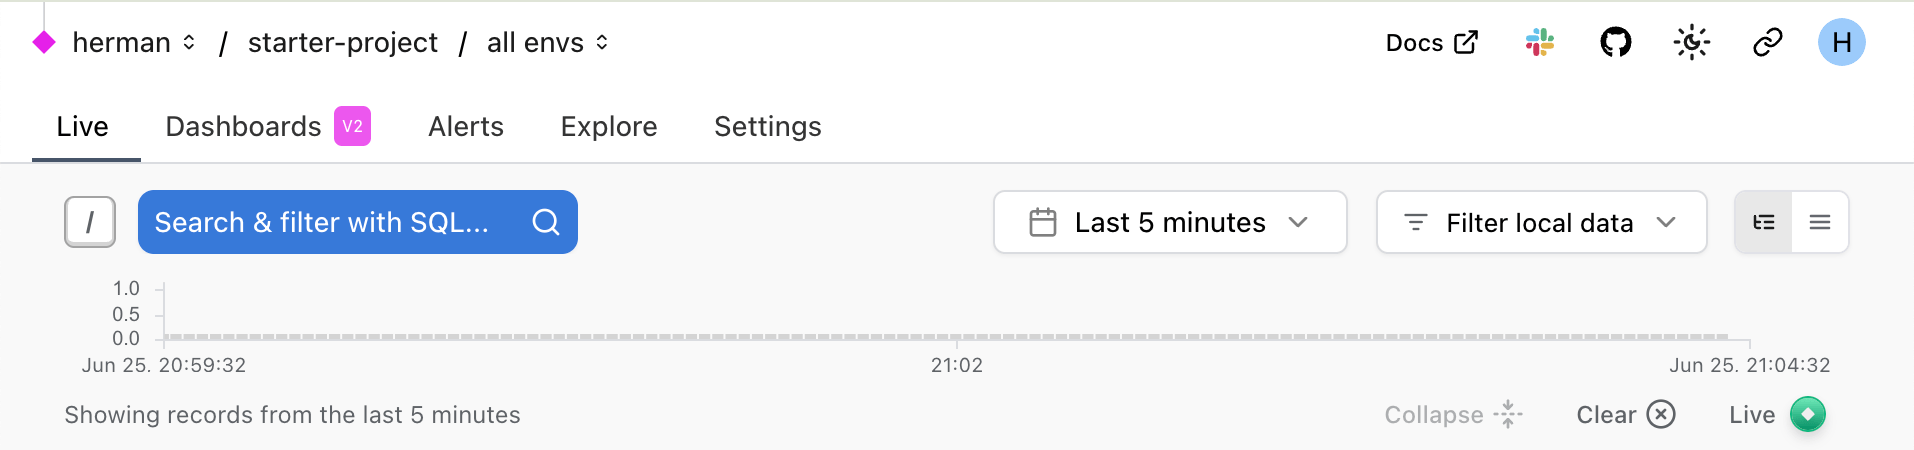 herman / starter-project / all envs Docs H
Live Dashboards V2 Alerts Explore Settings
/ Search & filter with SQL... Last 5 minutes Filter local data
1.0
0.5
0.0
Jun 25. 20:59:32 21:02 Jun 25. 21:04:32
Showing records from the last 5 minutes Collapse Clear Live